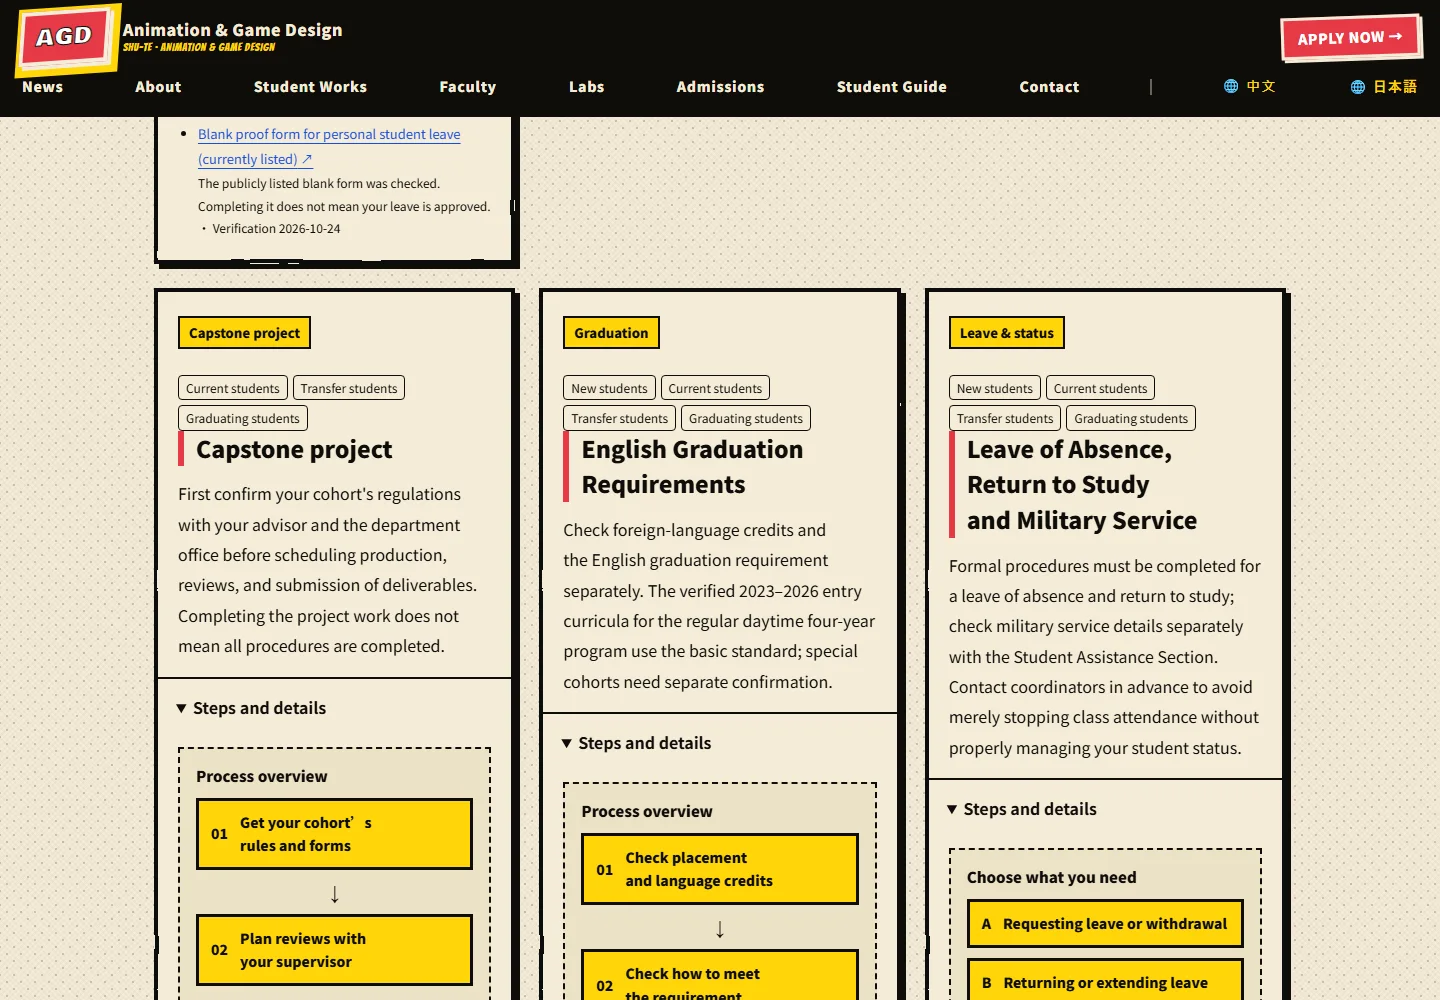 AGD
Animation & Game Design
SHU-TE · ANIMATION & GAME DESIGN
APPLY NOW →
News
About
Student Works
Faculty
Labs
Admissions
Student Guide
Contact
中文
日本語
Blank proof form for personal student leave
(currently listed) ↗
The publicly listed blank form was checked.
Completing it does not mean your leave is approved.
・Verification 2026-10-24
Capstone project
Current students
Transfer students
Graduating students
Capstone project
First confirm your cohort's regulations
with your advisor and the department
office before scheduling production,
reviews, and submission of deliverables.
Completing the project work does not
mean all procedures are completed.
▼ Steps and details
Process overview
01 Get your cohort’s
rules and forms
↓
02 Plan reviews with
your supervisor
Graduation
New students
Current students
Transfer students
Graduating students
English Graduation
Requirements
Check foreign-language credits and
the English graduation requirement
separately. The verified 2023–2026 entry
curricula for the regular daytime four-year
program use the basic standard; special
cohorts need separate confirmation.
▼ Steps and details
Process overview
01 Check placement
and language credits
↓
02 Check how to meet
the requirement
Leave & status
New students
Current students
Transfer students
Graduating students
Leave of Absence,
Return to Study
and Military Service
Formal procedures must be completed for
a leave of absence and return to study;
check military service details separately
with the Student Assistance Section.
Contact coordinators in advance to avoid
merely stopping class attendance without
properly managing your student status.
▼ Steps and details
Choose what you need
A Requesting leave or withdrawal
B Returning or extending leave